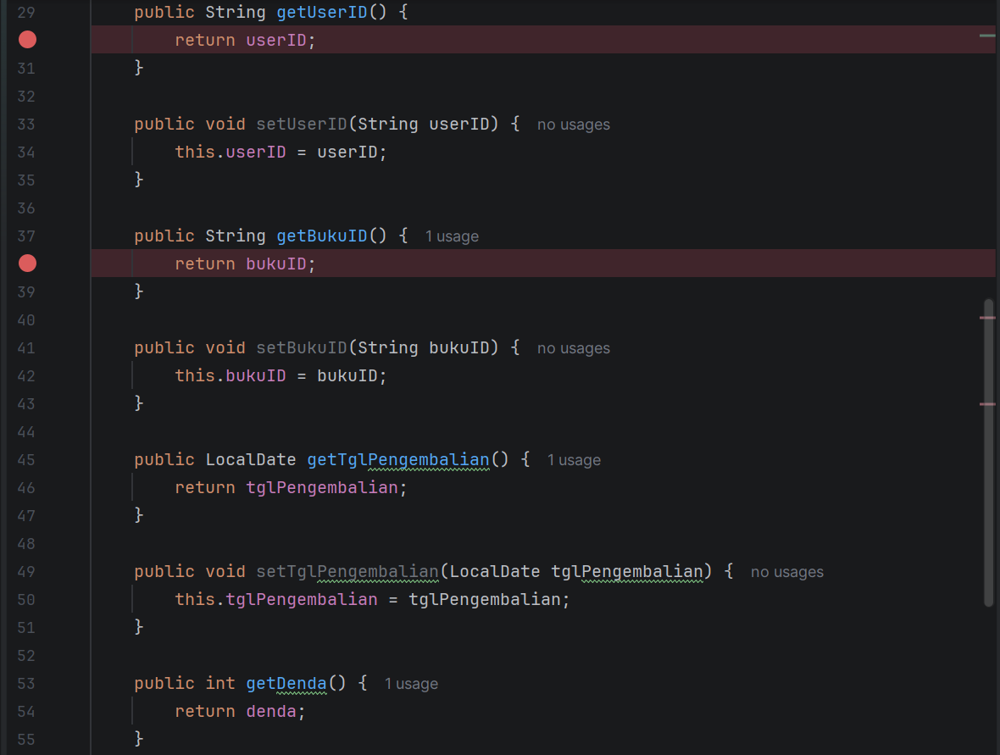 29 public String getUserID() {
return userID;
31 }
32
33 public void setUserID(String userID) { no usages
34 this.userID = userID;
35 }
36
37 public String getBukuID() { 1 usage
return bukuID;
39 }
40
41 public void setBukuID(String bukuID) { no usages
42 this.bukuID = bukuID;
43 }
44
45 public LocalDate getTglPengembalian() { 1 usage
46 return tglPengembalian;
47 }
48
49 public void setTglPengembalian(LocalDate tglPengembalian) { no usages
50 this.tglPengembalian = tglPengembalian;
51 }
52
53 public int getDenda() { 1 usage
54 return denda;
55 }